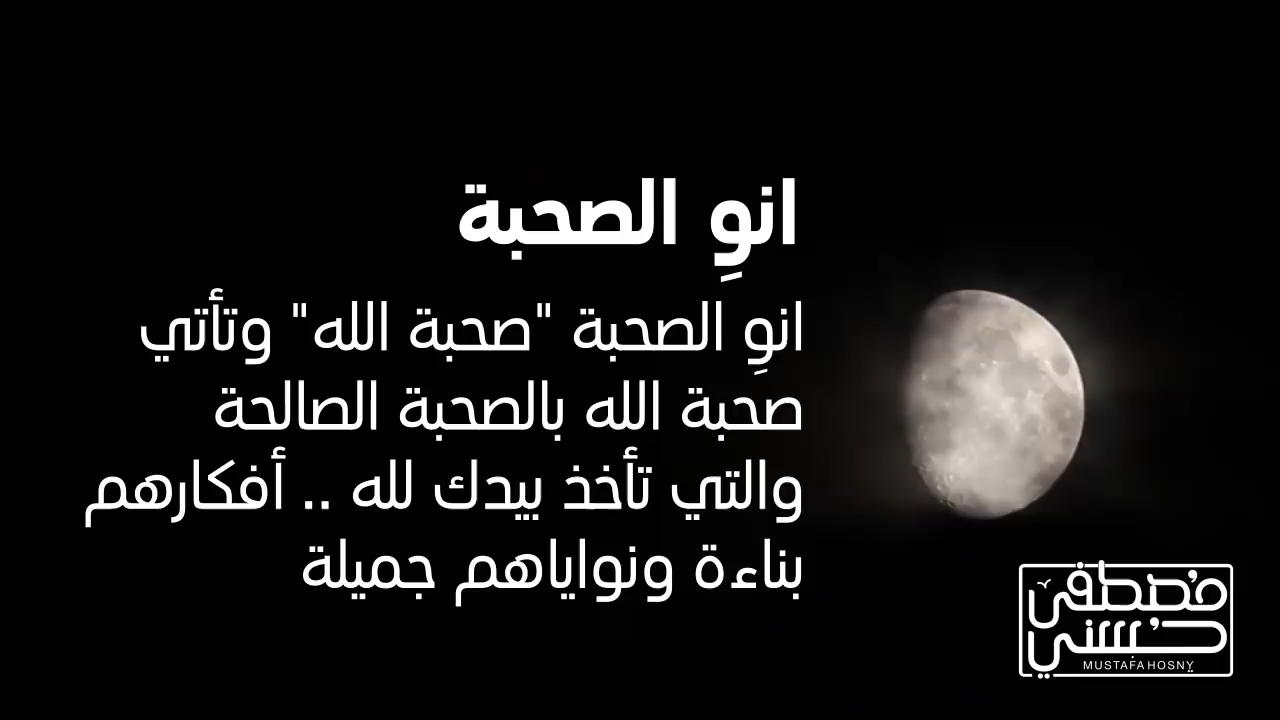 انوِ الصحبة
انوِ الصحبة "صحبة الله" وتأتي
صحبة الله بالصحبة الصالحة
والتي تأخذ بيدك لله .. أفكارهم
بناءة ونواياهم جميلة
مصطفى
حسني
MUSTAFA HOSNY